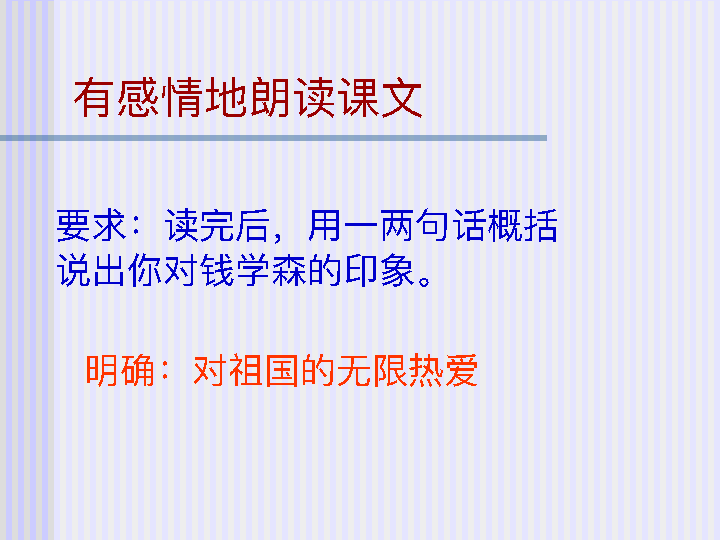 有感情地朗读课文
要求：读完后，用一两句话概括
说出你对钱学森的印象。
明确：对祖国的无限热爱